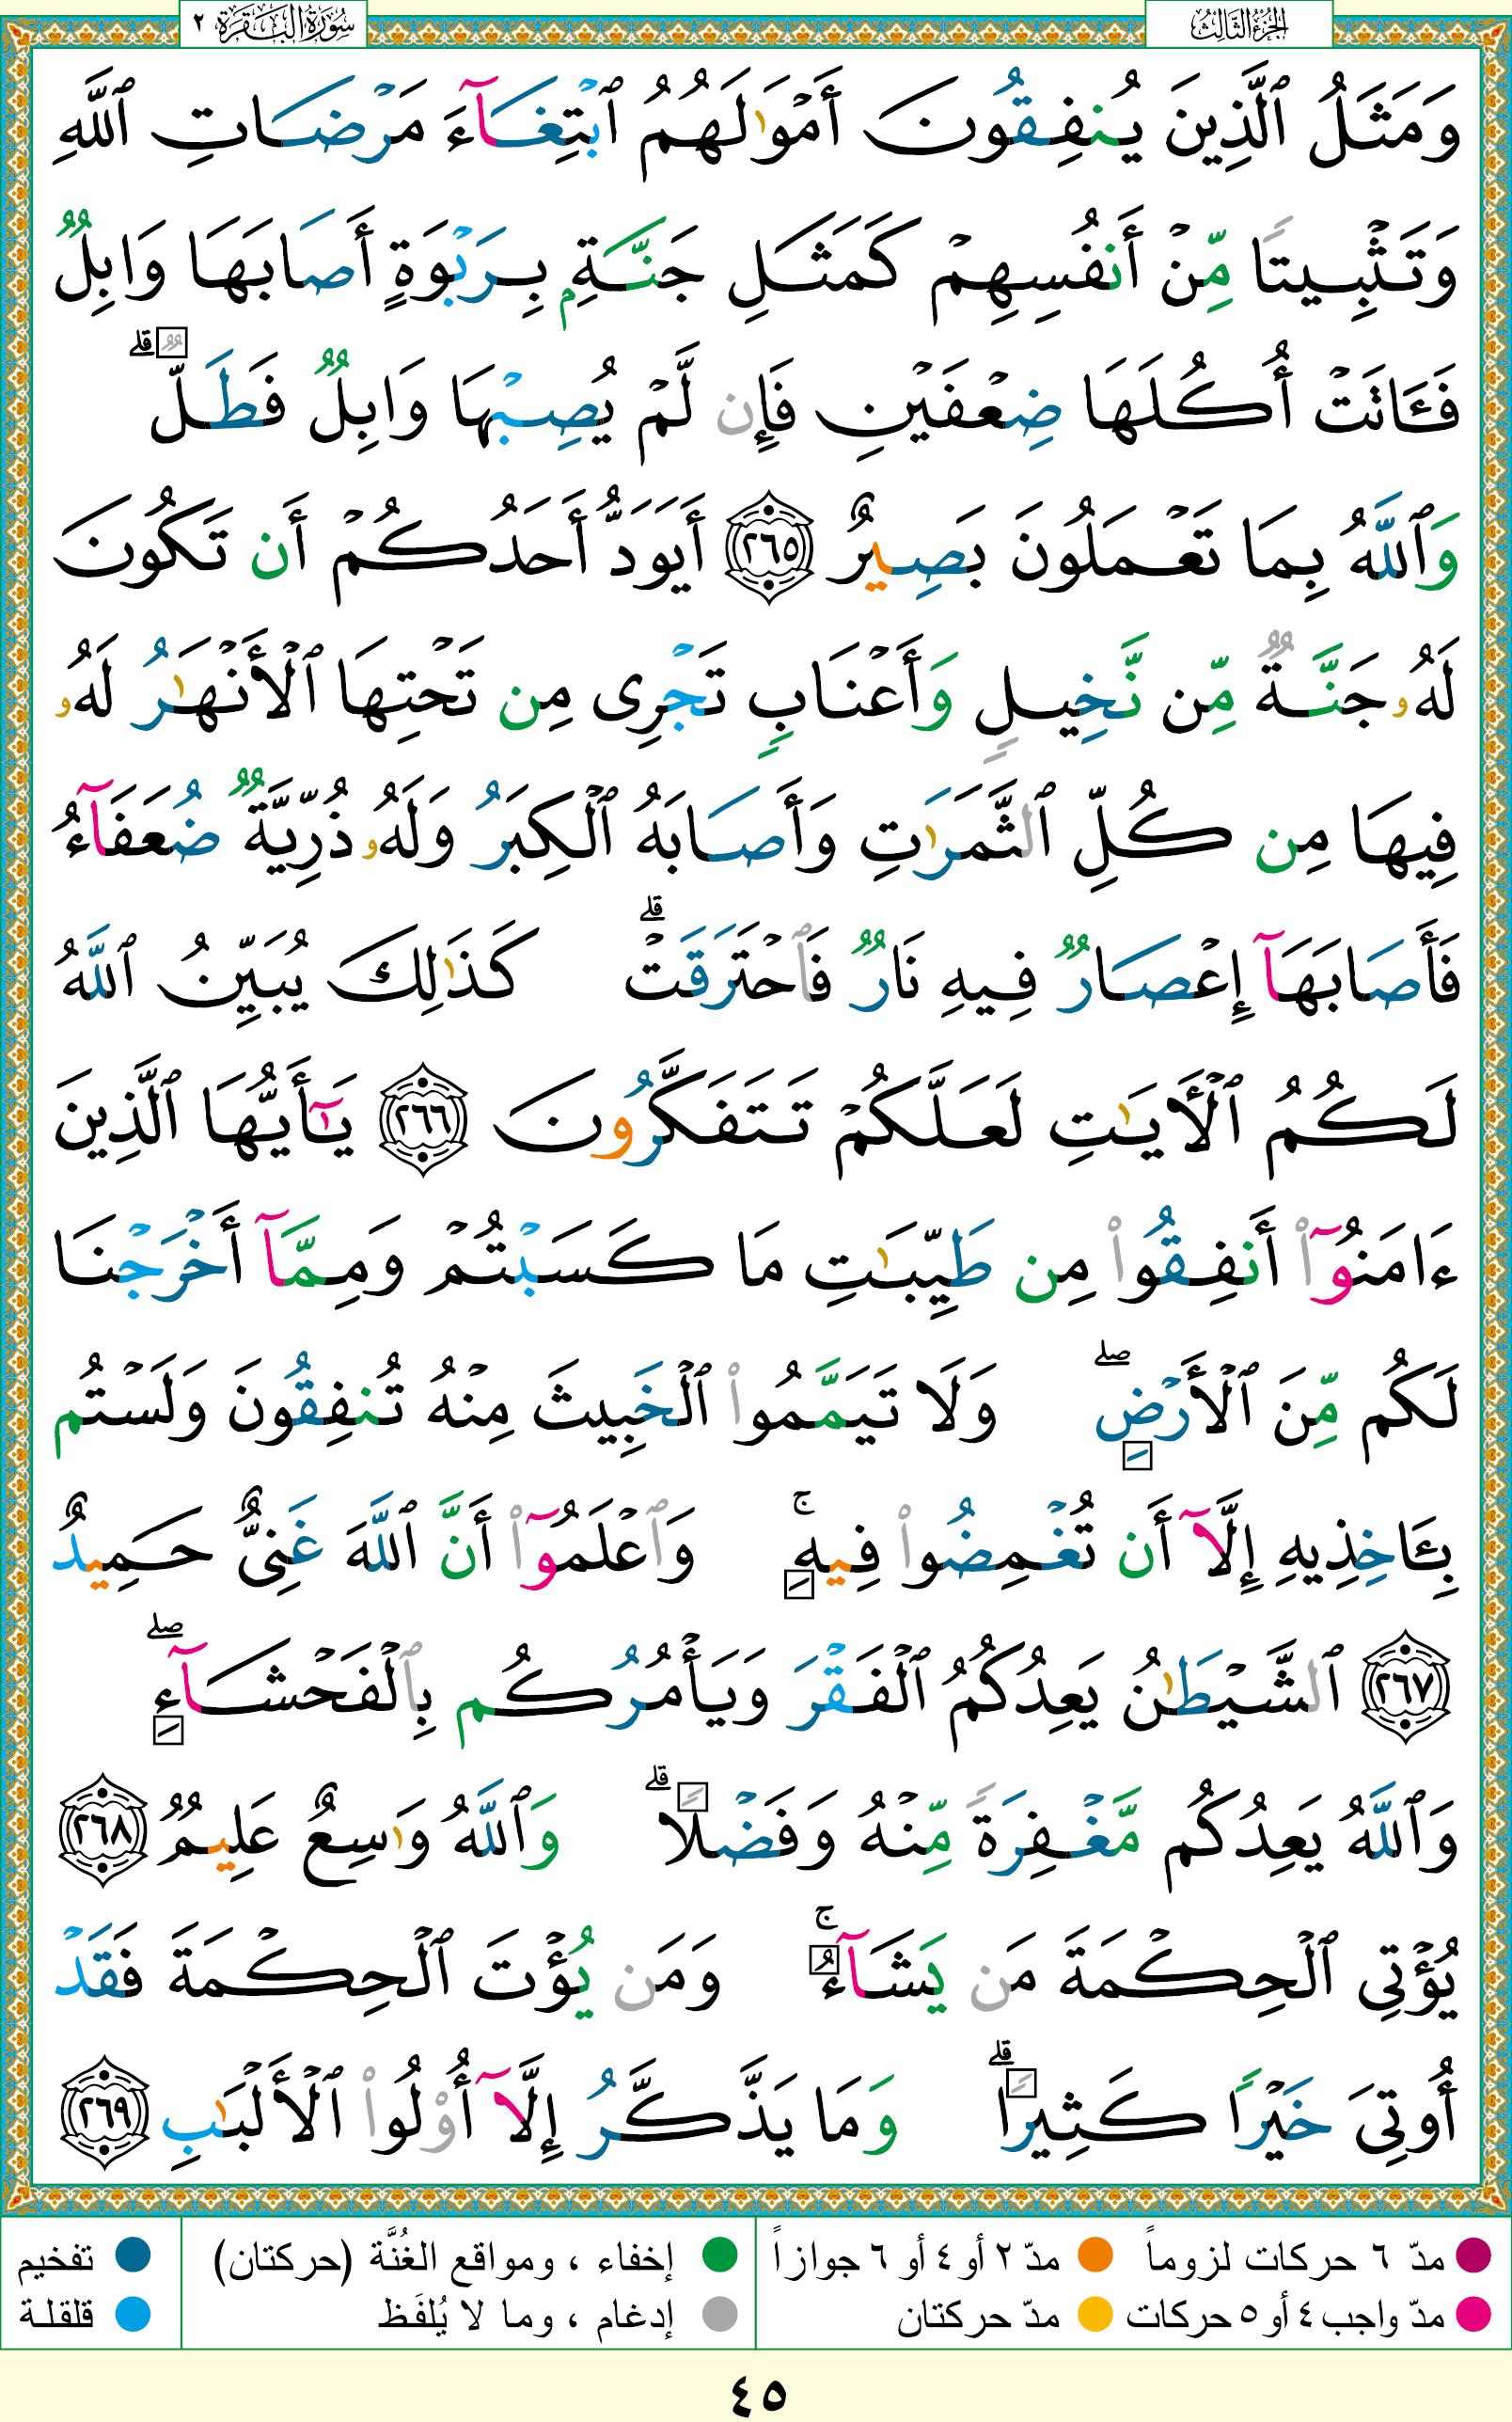 الجزء الثالث
سورة البقرة ٢
وَمَثَلُ ٱلَّذِينَ يُنفِقُونَ أَمْوَٰلَهُمُ ٱبْتِغَآءَ مَرْضَاتِ ٱللَّهِ
وَتَثْبِيتًا مِّنْ أَنفُسِهِمْ كَمَثَلِ جَنَّةِۭ بِرَبْوَةٍ أَصَابَهَا وَابِلٌ
فَـَٔاتَتْ أُكُلَهَا ضِعْفَيْنِ فَإِن لَّمْ يُصِبْهَا وَابِلٌ فَطَلٌّ ۗ
وَٱللَّهُ بِمَا تَعْمَلُونَ بَصِيرٌ ٢٦٥ أَيَوَدُّ أَحَدُكُمْ أَن تَكُونَ
لَهُۥ جَنَّةٌ مِّن نَّخِيلٍ وَأَعْنَابٍ تَجْرِى مِن تَحْتِهَا ٱلْأَنْهَٰرُ لَهُۥ
فِيهَا مِن كُلِّ ٱلثَّمَرَٰتِ وَأَصَابَهُ ٱلْكِبَرُ وَلَهُۥ ذُرِّيَّةٌ ضُعَفَآءُ
فَأَصَابَهَآ إِعْصَارٌ فِيهِ نَارٌ فَٱحْتَرَقَتْ ۗ كَذَٰلِكَ يُبَيِّنُ ٱللَّهُ
لَكُمُ ٱلْـَٔايَٰتِ لَعَلَّكُمْ تَتَفَكَّرُونَ ٢٦٦ يَٰٓأَيُّهَا ٱلَّذِينَ
ءَامَنُوٓا۟ أَنفِقُوا۟ مِن طَيِّبَٰتِ مَا كَسَبْتُمْ وَمِمَّآ أَخْرَجْنَا
لَكُم مِّنَ ٱلْأَرْضِ ۖ وَلَا تَيَمَّمُوا۟ ٱلْخَبِيثَ مِنْهُ تُنفِقُونَ وَلَسْتُم
بِـَٔاخِذِيهِ إِلَّآ أَن تُغْمِضُوا۟ فِيهِ ۚ وَٱعْلَمُوٓا۟ أَنَّ ٱللَّهَ غَنِىٌّ حَمِيدٌ
٢٦٧ ٱلشَّيْطَٰنُ يَعِدُكُمُ ٱلْفَقْرَ وَيَأْمُرُكُم بِٱلْفَحْشَآءِ ۖ
وَٱللَّهُ يَعِدُكُم مَّغْفِرَةً مِّنْهُ وَفَضْلًا ۗ وَٱللَّهُ وَٰسِعٌ عَلِيمٌ ٢٦٨
يُؤْتِى ٱلْحِكْمَةَ مَن يَشَآءُ ۚ وَمَن يُؤْتَ ٱلْحِكْمَةَ فَقَدْ
أُوتِىَ خَيْرًا كَثِيرًا ۗ وَمَا يَذَّكَّرُ إِلَّآ أُو۟لُوا۟ ٱلْأَلْبَٰبِ ٢٦٩
مدّ ٦ حركات لزوماً مدّ ٢ أو ٤ أو ٦ جوازاً إخفاء ، ومواقع الغُنَّة (حركتان) تفخيم
مدّ واجب ٤ أو ٥ حركات مدّ حركتان إدغام ، وما لا يُلفَظ قلقلة
٤٥